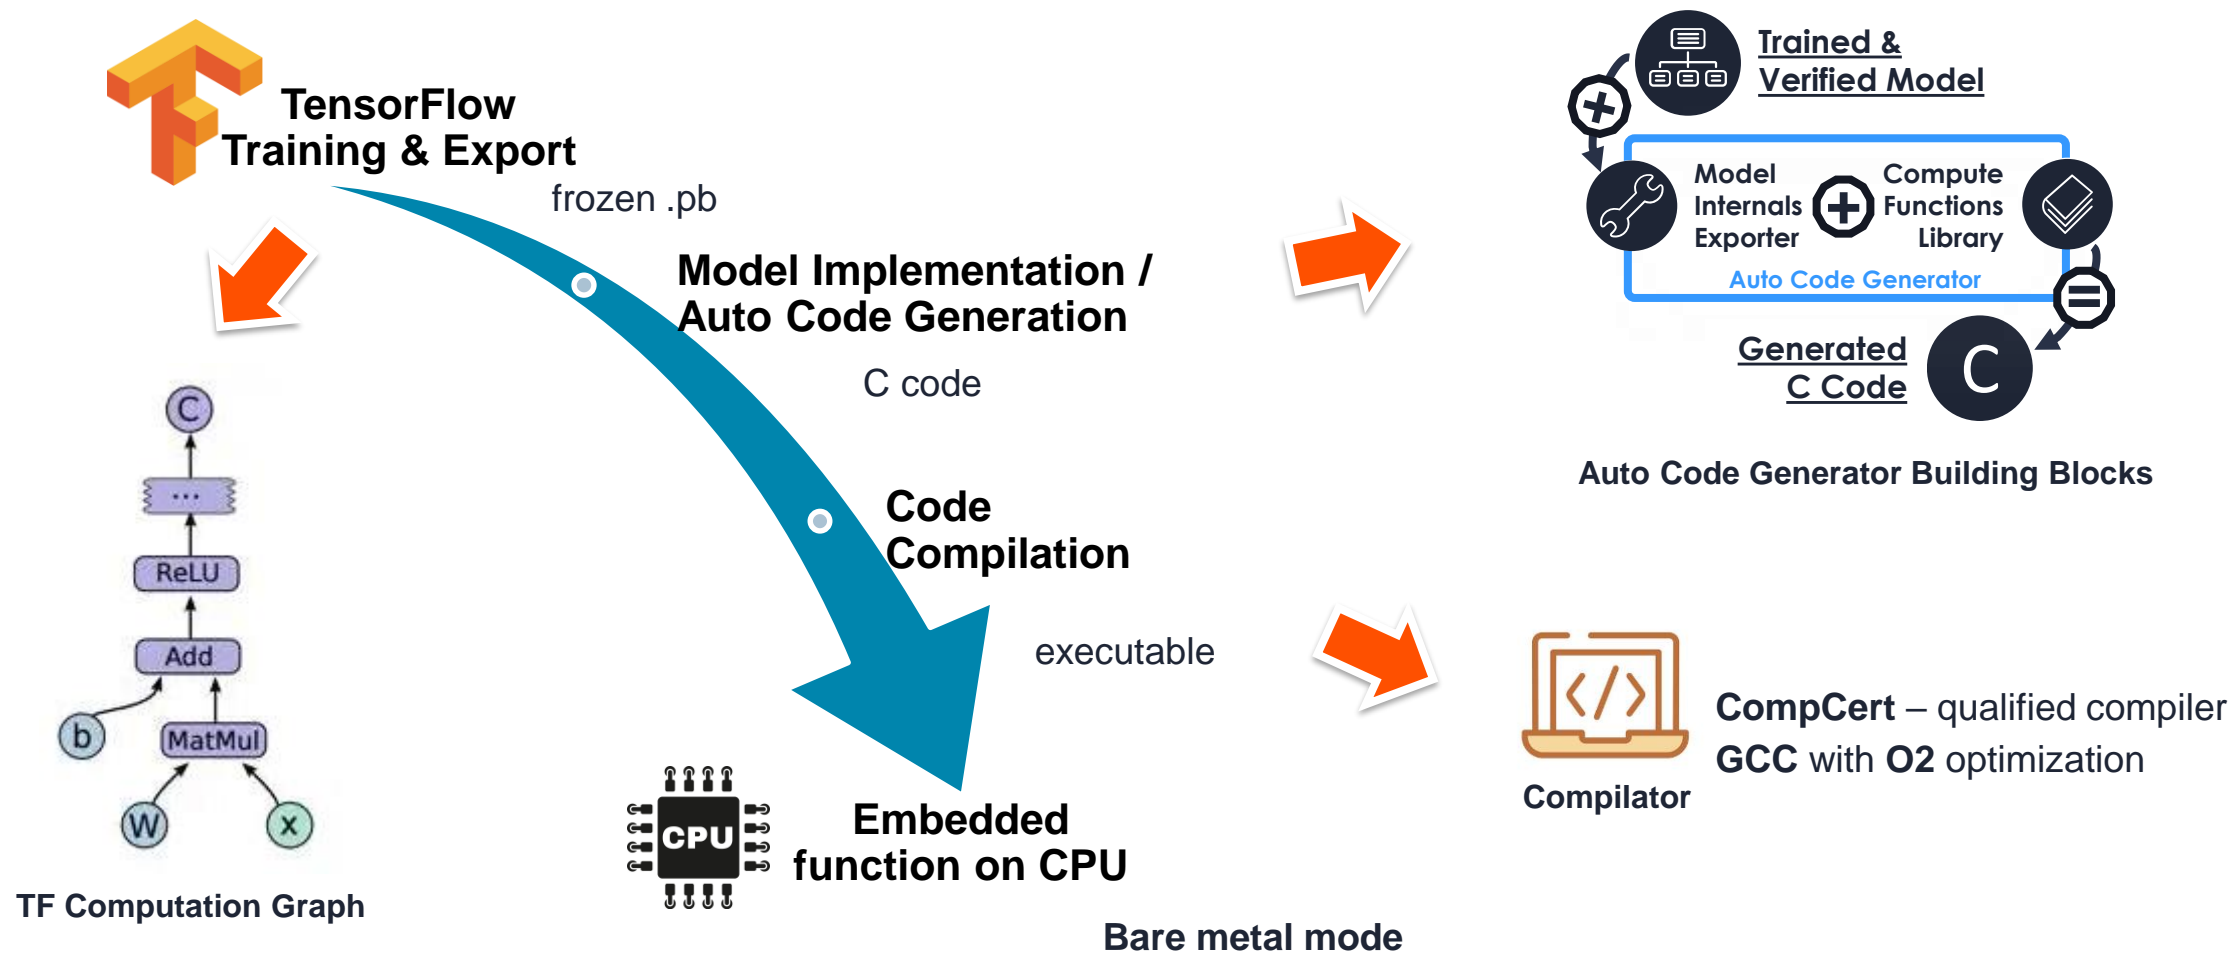 TensorFlow
Training & Export
frozen .pb
Model Implementation /
Auto Code Generation
C code
Code
Compilation
executable
CPU
Embedded
function on CPU
Bare metal mode
C
...
ReLU
Add
b
MatMul
W
x
TF Computation Graph
Trained &
Verified Model
Model
Internals
Exporter
Compute
Functions
Library
Auto Code Generator
Generated
C Code
C
Auto Code Generator Building Blocks
</>
Compilator
CompCert – qualified compiler
GCC with O2 optimization